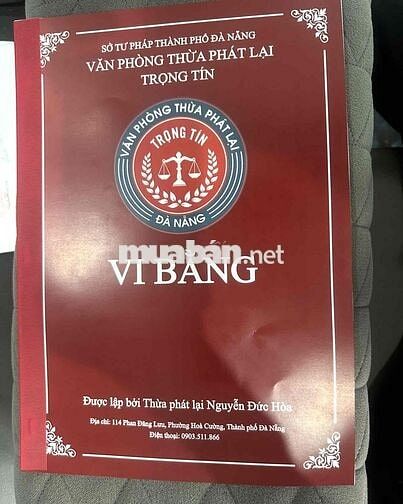 SỞ TƯ PHÁP THÀNH PHỐ ĐÀ NẴNG
VĂN PHÒNG THỪA PHÁT LẠI
TRỌNG TÍN
VĂN PHÒNG THỪA PHÁT LẠI
TRỌNG TÍN
ĐÀ NẴNG
muaban.net
VI BẰNG
Được lập bởi Thừa phát lại Nguyễn Đức Hòa
Địa chỉ: 114 Phan Đăng Lưu, Phường Hoà Cường, Thành phố Đà Nẵng
Điện thoại: 0903.511.866